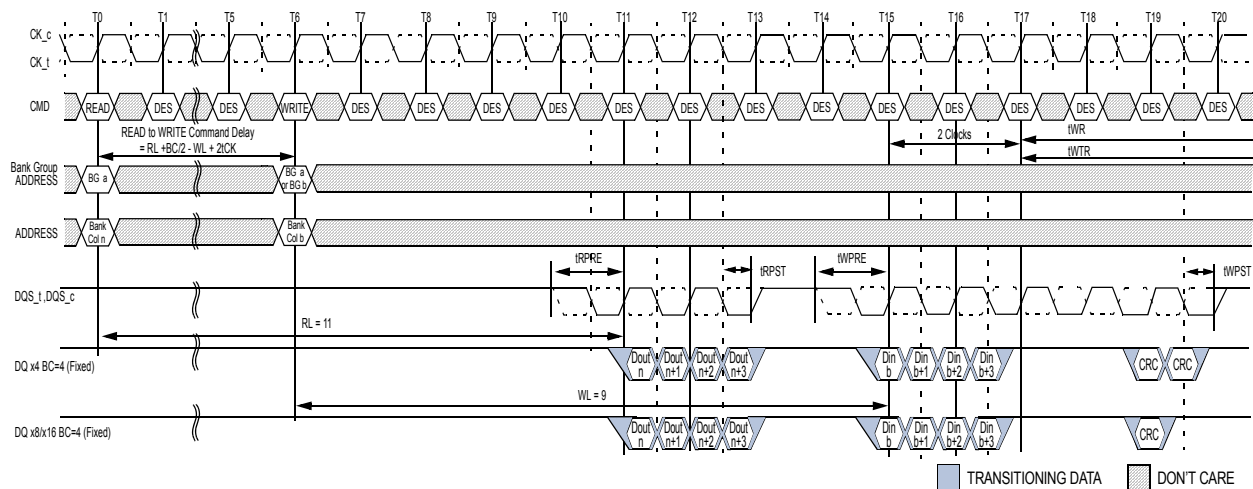 T0 T1 T5 T6 T7 T8 T9 T10 T11 T12 T13 T14 T15 T16 T17 T18 T19 T20
CK_c
CK_t
CMD READ DES DES WRITE DES DES DES DES DES DES DES DES DES DES DES DES DES DES
READ to WRITE Command Delay
= RL +BC/2 - WL + 2tCK
2 Clocks
tWR
tWTR
Bank Group
ADDRESS
BG a
BG a
or BG b
ADDRESS
Bank
Col n
Bank
Col b
tRPRE
tRPST
tWPRE
tWPST
DQS_t ,DQS_c
RL = 11
DQ x4 BC=4 (Fixed)
Dout
n
Dout
n+1
Dout
n+2
Dout
n+3
Din
b
Din
b+1
Din
b+2
Din
b+3
CRC CRC
WL = 9
DQ x8/x16 BC=4 (Fixed)
Dout
n
Dout
n+1
Dout
n+2
Dout
n+3
Din
b
Din
b+1
Din
b+2
Din
b+3
CRC
TRANSITIONING DATA DON'T CARE